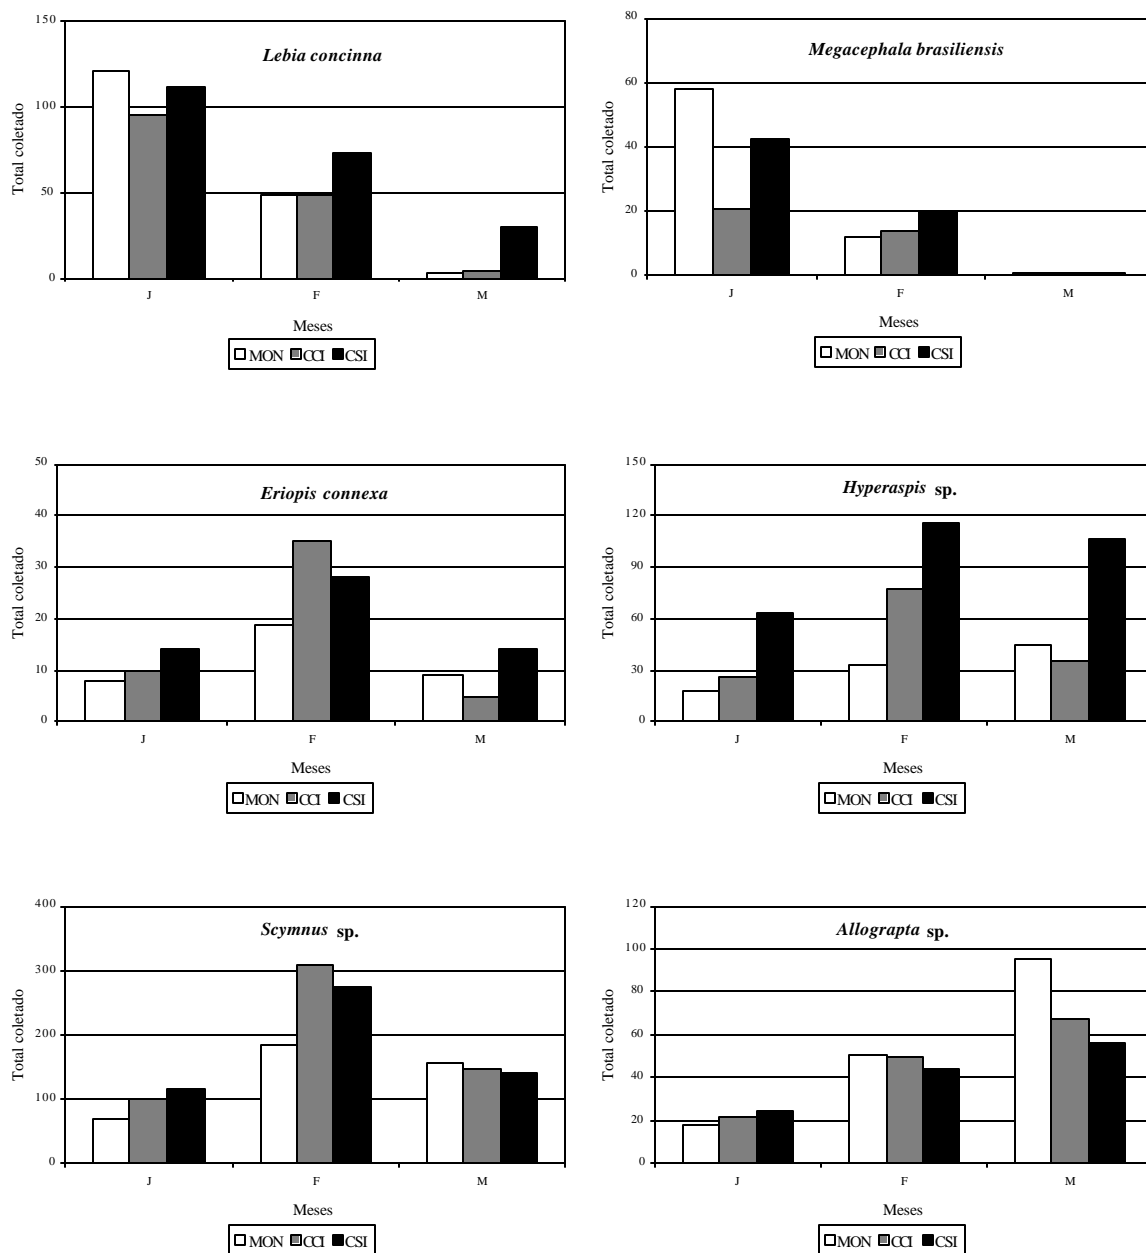 Lebia concinna
Total coletado
150
100
50
0
J F M
Meses
MON CCI CSI
Megacephala brasiliensis
Total coletado
80
60
40
20
0
J F M
Meses
MON CCI CSI
Eriopis connexa
Total coletado
50
40
30
20
10
0
J F M
Meses
MON CCI CSI
Hyperaspis sp.
Total coletado
150
120
90
60
30
0
J F M
Meses
MON CCI CSI
Scymnus sp.
Total coletado
400
300
200
100
0
J F M
Meses
MON CCI CSI
Allograpta sp.
Total coletado
120
100
80
60
40
20
0
J F M
Meses
MON CCI CSI